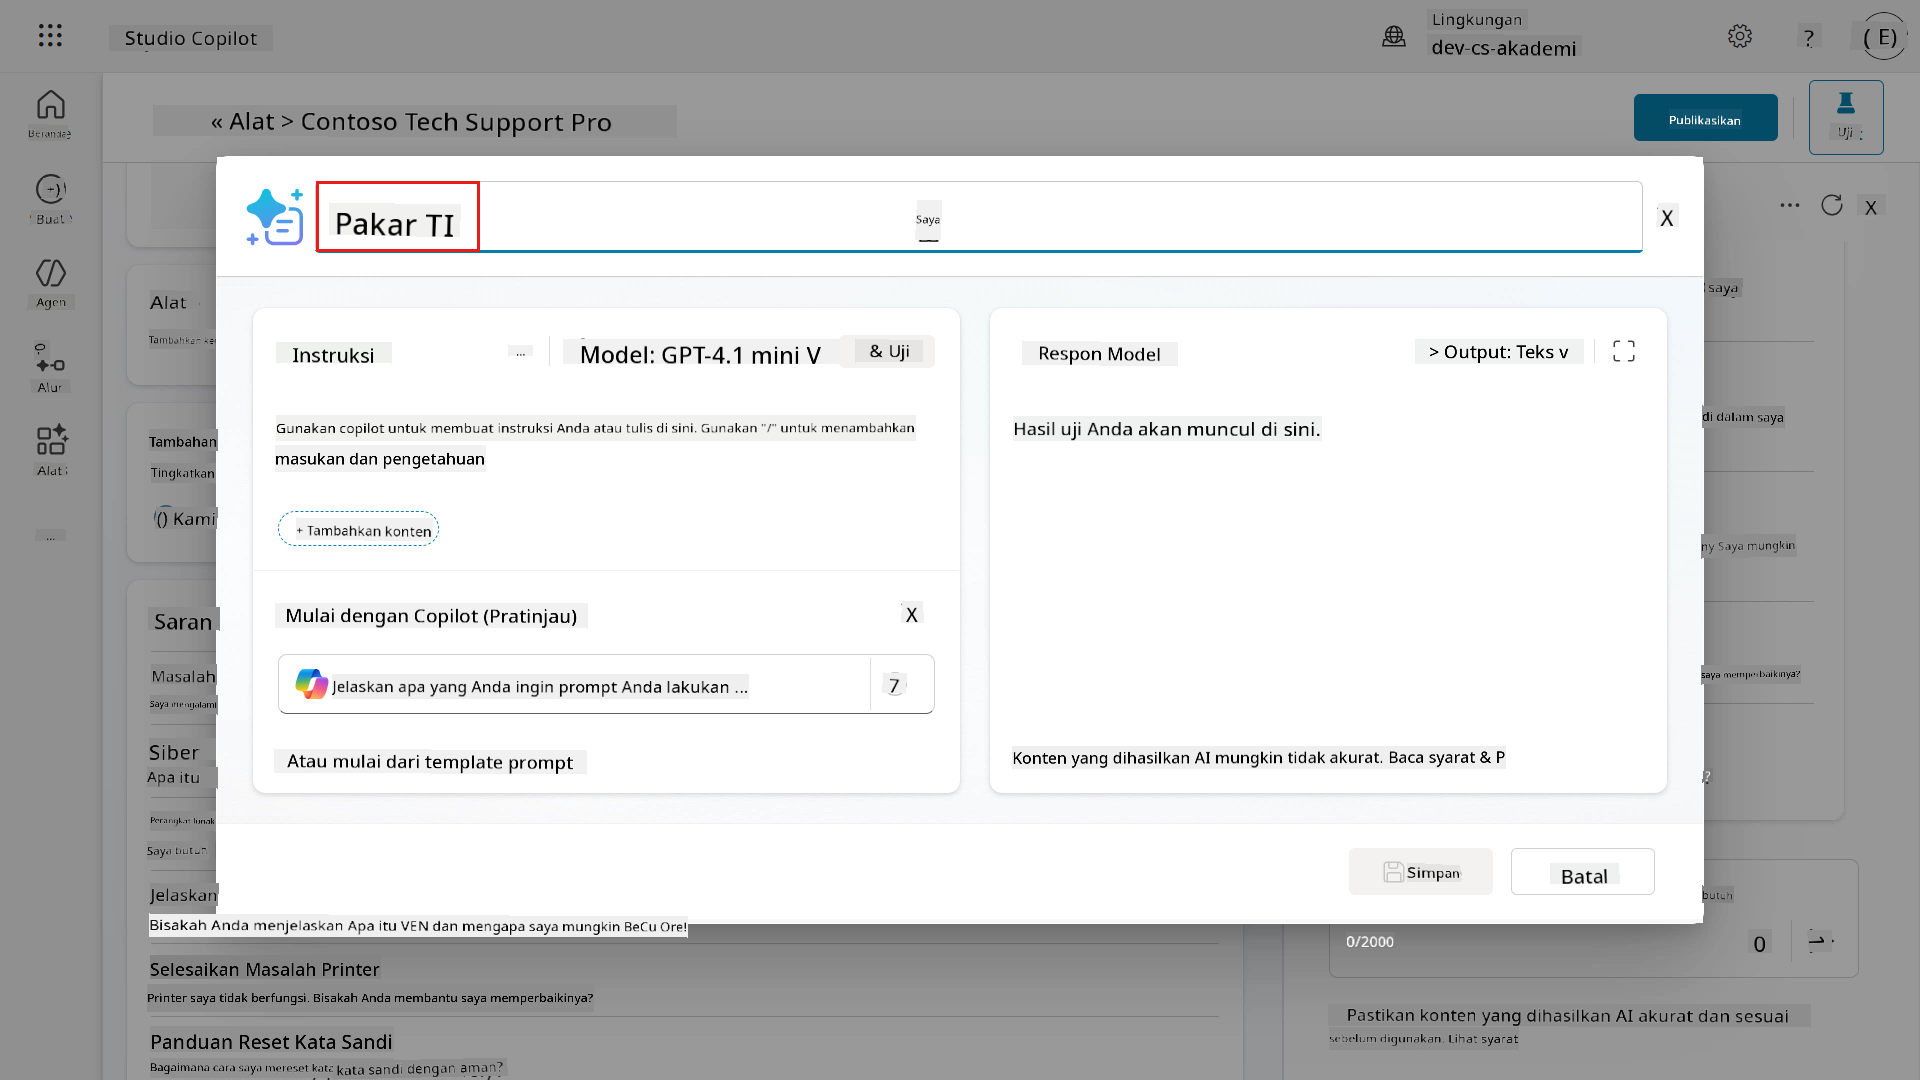 Studio Copilot
Lingkungan
dev-cs-akademi
?
( E)
Beranda
« Alat > Contoso Tech Support Pro
Publikasikan
Uji
Buat
Agen
Alur
Alat
...
Pakar TI
Saya
X
X
Instruksi
...
Model: GPT-4.1 mini V
& Uji
Respon Model
> Output: Teks v
Gunakan copilot untuk membuat instruksi Anda atau tulis di sini. Gunakan "/" untuk menambahkan
masukan dan pengetahuan
+ Tambahkan konten
Hasil uji Anda akan muncul di sini.
Mulai dengan Copilot (Pratinjau)
X
Jelaskan apa yang Anda ingin prompt Anda lakukan ...
7
Atau mulai dari template prompt
Konten yang dihasilkan AI mungkin tidak akurat. Baca syarat & P
Simpan
Batal
Alat
Tambahkan
Tambahan
Tingkatkan
() Kami
Saran
Masalah
Saya mengalami
Siber
Apa itu
Perangkat lunak
Saya butuh
Jelaskan
Bisakah Anda menjelaskan Apa itu VEN dan mengapa saya mungkin BeCu Ore!
Selesaikan Masalah Printer
Printer saya tidak berfungsi. Bisakah Anda membantu saya memperbaikinya?
Panduan Reset Kata Sandi
Bagaimana cara saya mereset kata kata sandi dengan aman?
saya
di dalam saya
ny Saya mungkin
saya memperbaikinya?
?
butuh
0/2000
0
Pastikan konten yang dihasilkan AI akurat dan sesuai
sebelum digunakan. Lihat syarat